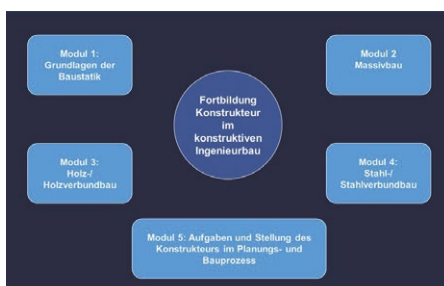 Modul 1:
Grundlagen der
Baustatik
Modul 2
Massivbau
Fortbildung
Konstrukteur
im
konstruktiven
Ingenieurbau
Modul 3:
Holz-/
Holzverbundbau
Modul 4:
Stahl-/
Stahlverbundbau
Modul 5: Aufgaben und Stellung des
Konstrukteurs im Planungs- und
Bauprozess